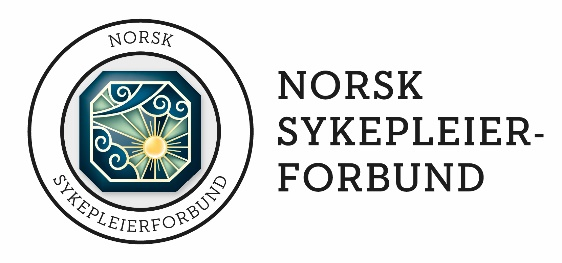 NORSK
SYKEPLEIERFORBUND
NORSK
SYKEPLEIER-
FORBUND